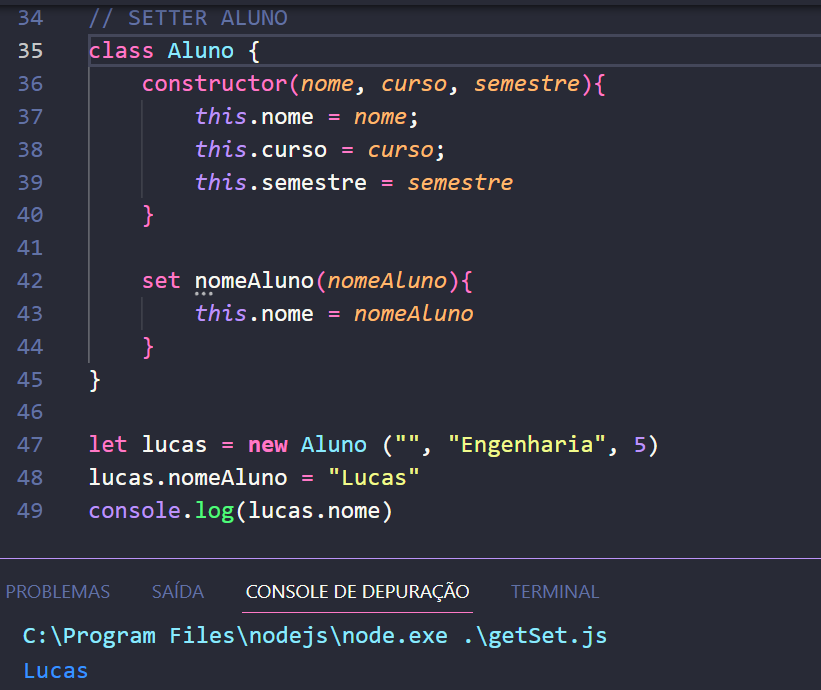 34 // SETTER ALUNO
35 class Aluno {
36 constructor(nome, curso, semestre){
37 this.nome = nome;
38 this.curso = curso;
39 this.semestre = semestre
40 }
41
42 set nomeAluno(nomeAluno){
43 this.nome = nomeAluno
44 }
45 }
46
47 let lucas = new Aluno ("", "Engenharia", 5)
48 lucas.nomeAluno = "Lucas"
49 console.log(lucas.nome)
PROBLEMAS SAÍDA CONSOLE DE DEPURAÇÃO TERMINAL
C:\Program Files\nodejs\node.exe .\getSet.js
Lucas